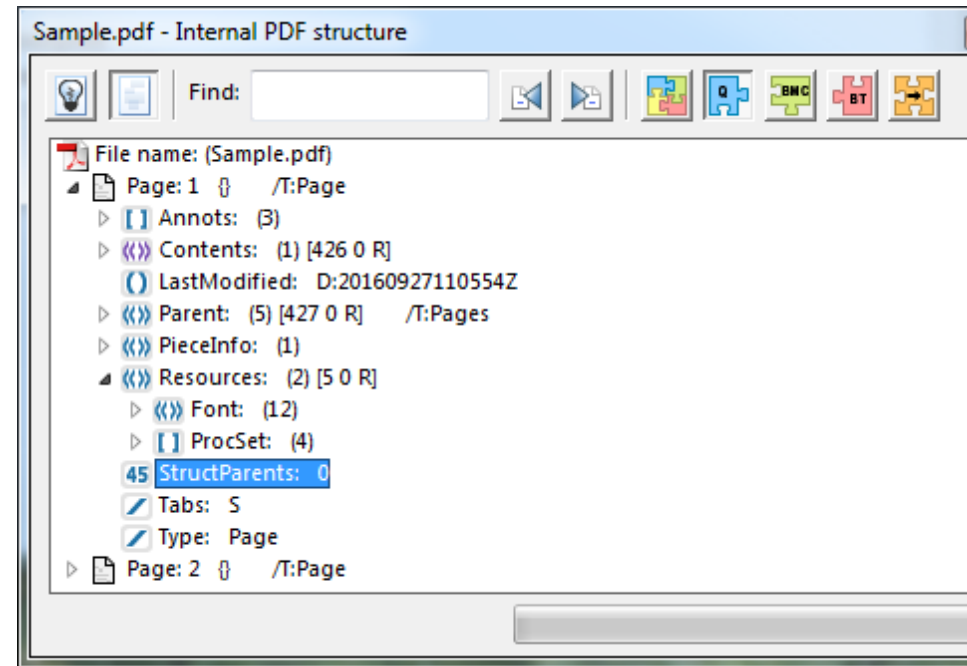 Sample.pdf - Internal PDF structure
Find:
Q
BMC
BT
File name: (Sample.pdf)
Page: 1 {} /T:Page
[ ] Annots: (3)
Contents: (1) [426 0 R]
() LastModified: D:20160927110554Z
Parent: (5) [427 0 R] /T:Pages
PieceInfo: (1)
Resources: (2) [5 0 R]
Font: (12)
[ ] ProcSet: (4)
45 StructParents: 0
Tabs: S
Type: Page
Page: 2 {} /T:Page